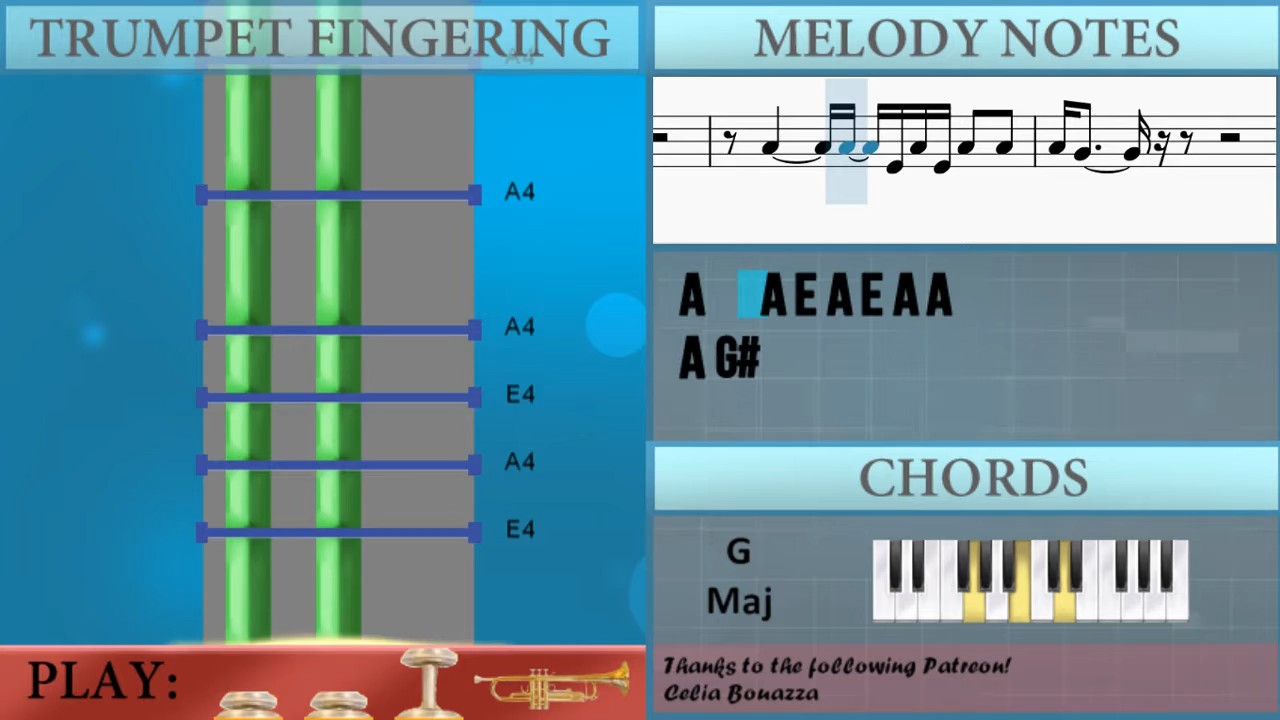 TRUMPET FINGERING
A4
A4
A4
E4
A4
E4
PLAY:
MELODY NOTES
A AEAEAA
A G#
CHORDS
G
Maj
Thanks to the following Patreon!
Celia Bouazza